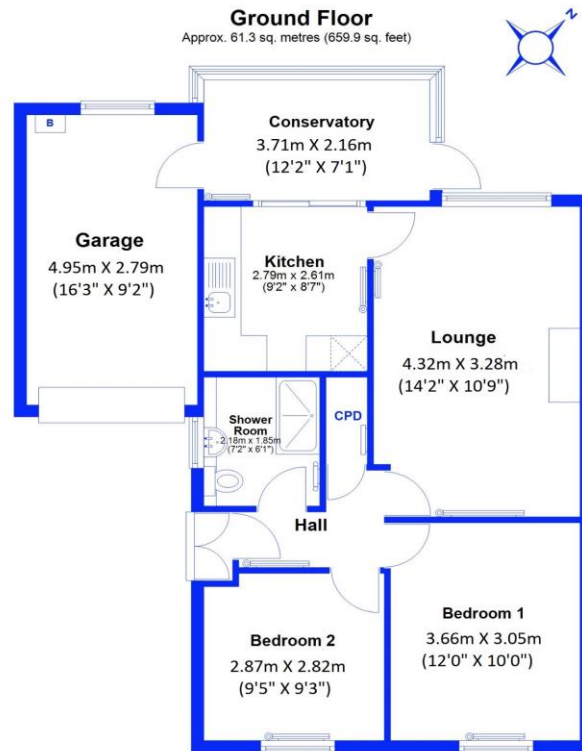 Ground Floor
Approx. 61.3 sq. metres (659.9 sq. feet)
N
B
Conservatory
3.71m X 2.16m
(12'2" X 7'1")
Garage
4.95m X 2.79m
(16'3" X 9'2")
Kitchen
2.79m x 2.61m
(9'2" x 8'7")
Lounge
4.32m X 3.28m
(14'2" X 10'9")
Shower
Room
2.18m x 1.85m
(7'2" x 6'1")
CPD
Hall
Bedroom 2
2.87m X 2.82m
(9'5" X 9'3")
Bedroom 1
3.66m X 3.05m
(12'0" X 10'0")